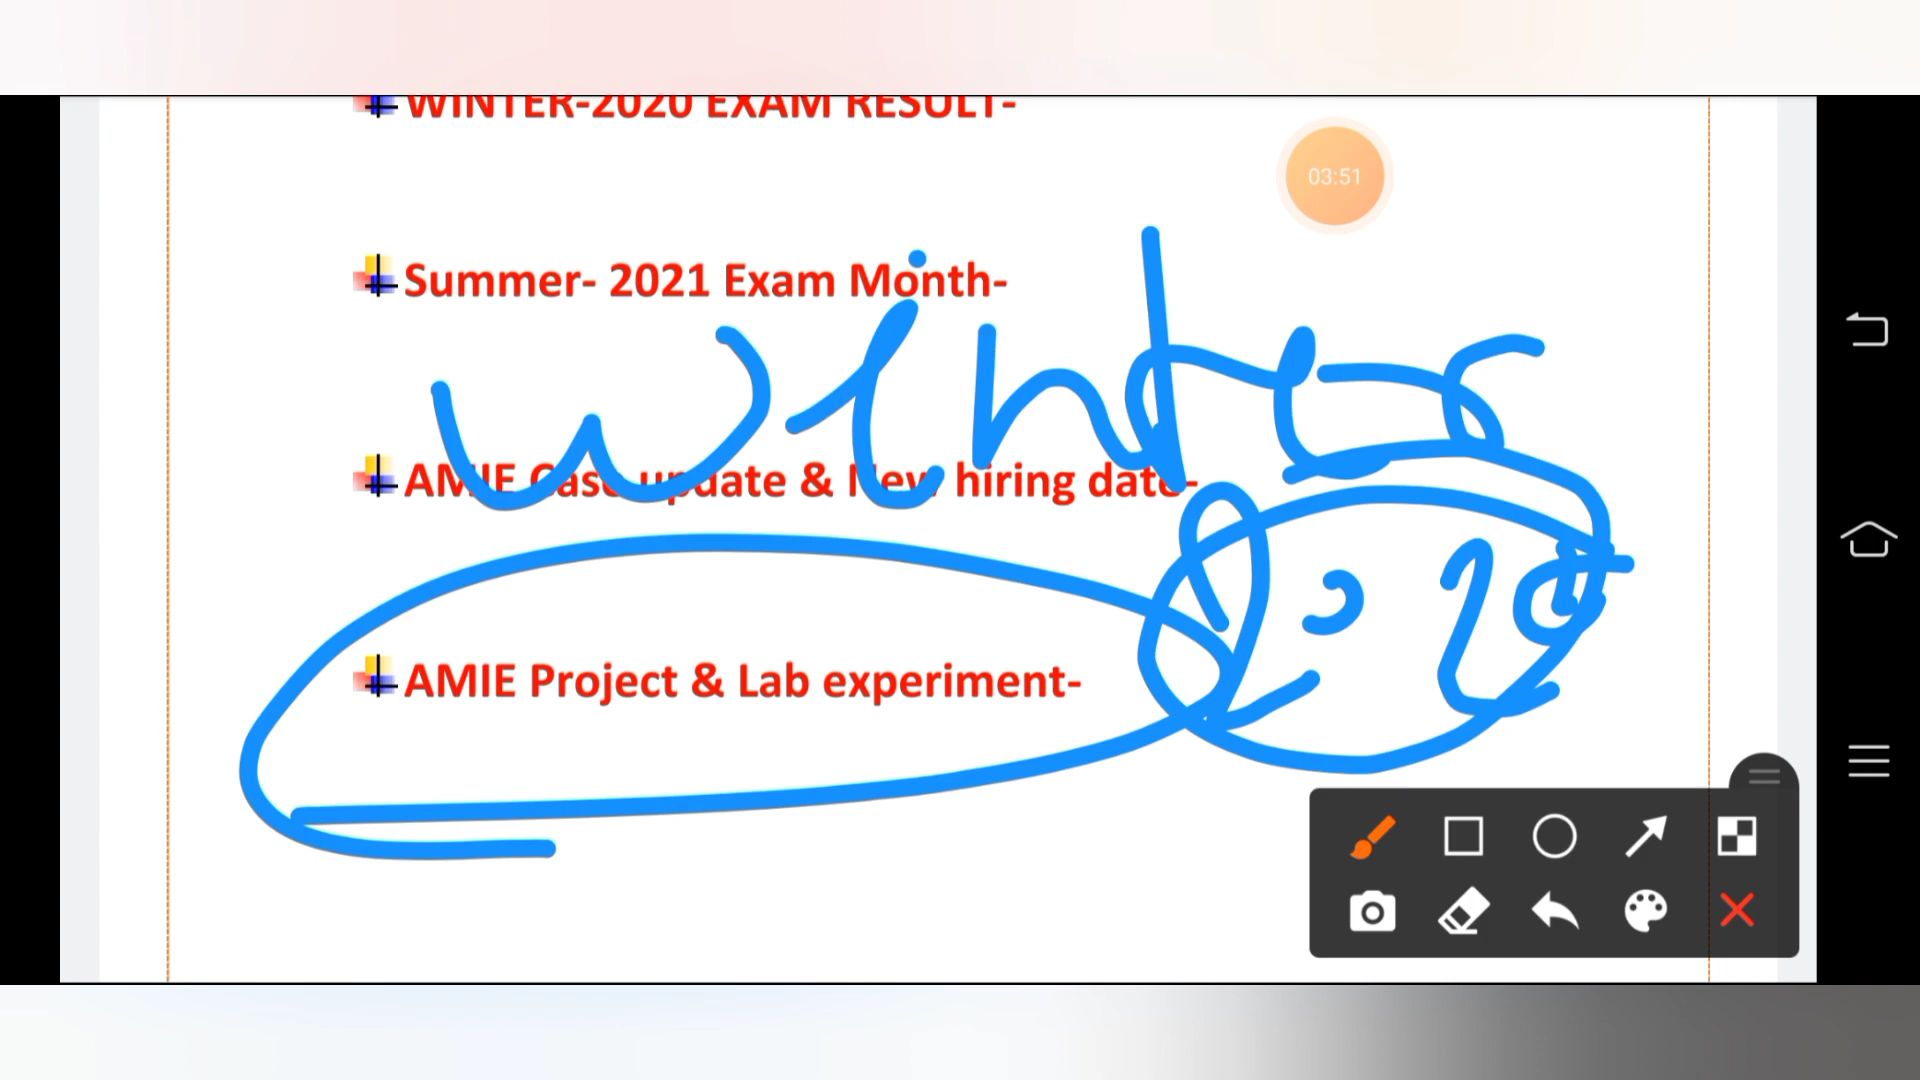 WINTER-2020 EXAM RESULT-
03:51
Summer- 2021 Exam Month-
winter
AMIE Case update & New hiring date-
AMIE Project & Lab experiment-